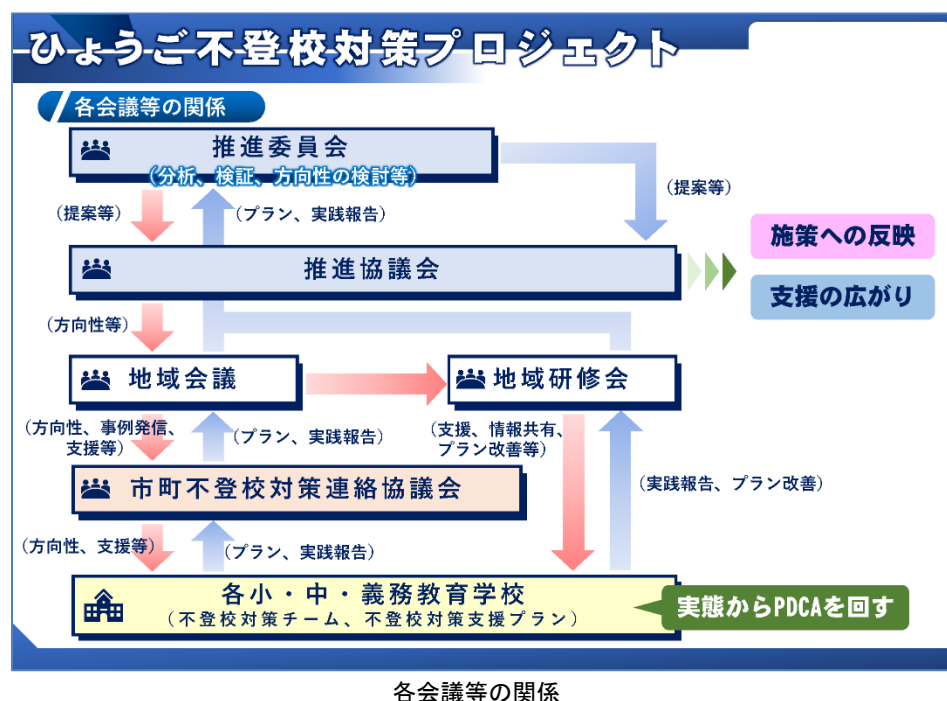 ひょうご不登校対策プロジェクト
各会議等の関係
推進委員会
（分析、検証、方向性の検討等）
（提案等）
（プラン、実践報告）
（提案等）
推進協議会
施策への反映
支援の広がり
（方向性等）
地域会議
地域研修会
（方向性、事例発信、
支援等）
（プラン、実践報告）
（支援、情報共有、
プラン改善等）
市町不登校対策連絡協議会
（実践報告、プラン改善）
（方向性、支援等）
（プラン、実践報告）
各小・中・義務教育学校
（不登校対策チーム、不登校対策支援プラン）
実態からPDCAを回す
各会議等の関係